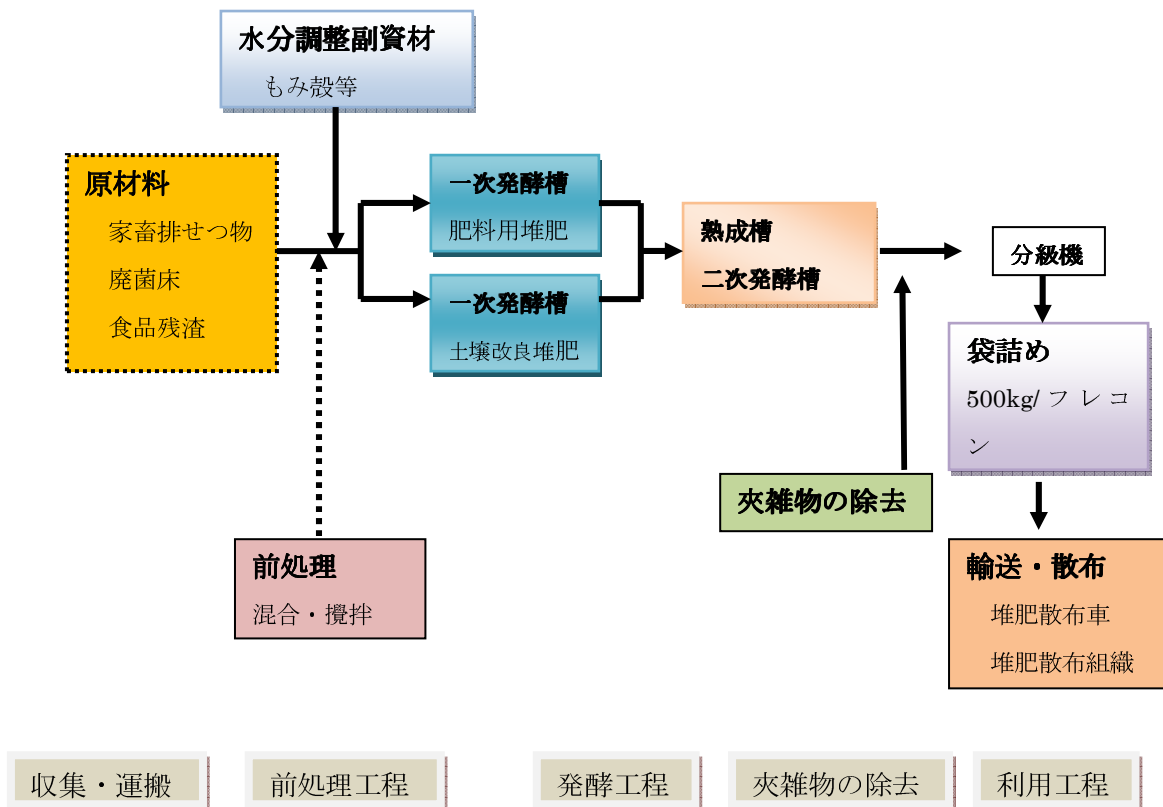 水分調整副資材
もみ殻等
原材料
家畜排せつ物
廃菌床
食品残渣
一次発酵槽
肥料用堆肥
一次発酵槽
土壌改良堆肥
熟成槽
二次発酵槽
分級機
袋詰め
500kg/フレコ
ン
夾雑物の除去
前処理
混合・攪拌
輸送・散布
堆肥散布車
堆肥散布組織
収集・運搬
前処理工程
発酵工程
夾雑物の除去
利用工程